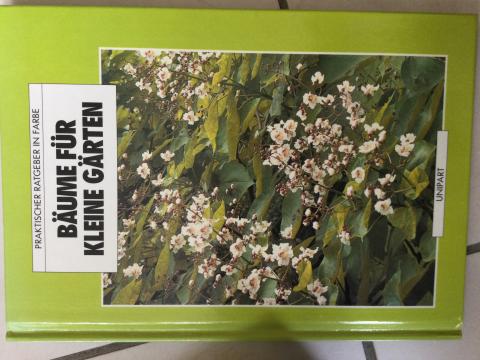 PRAKTISCHER RATGEBER IN FARBE
BÄUME FÜR
KLEINE GÄRTEN
UNIPART